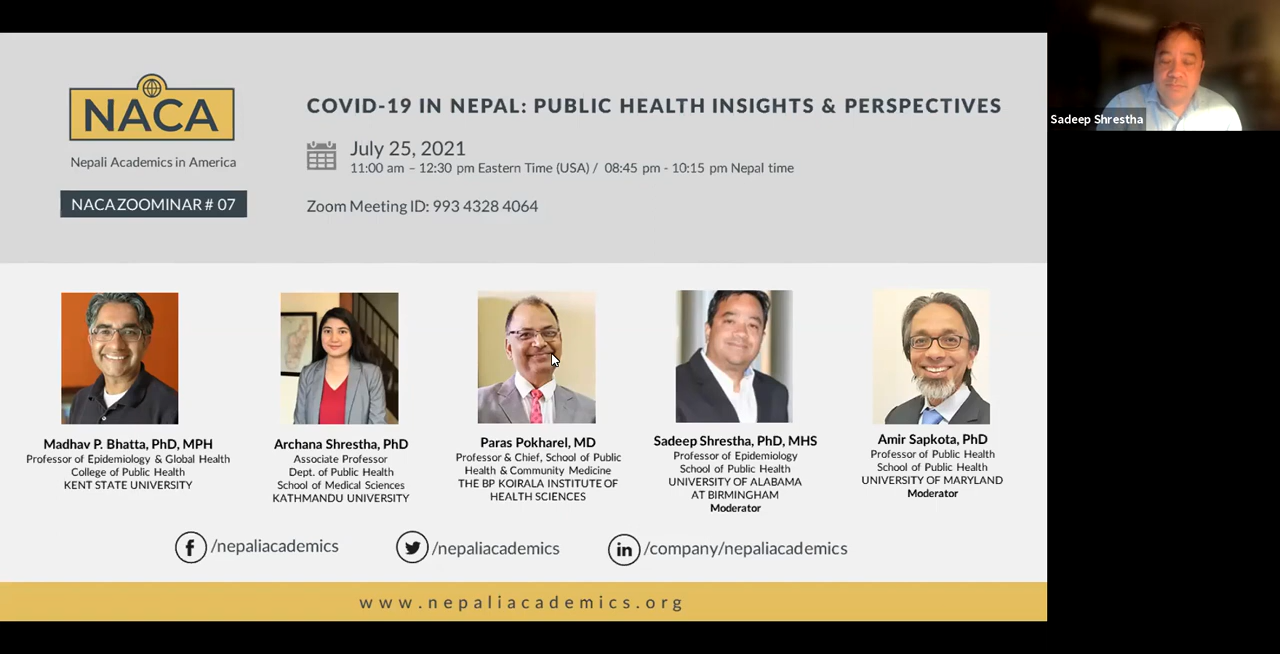 NACA
Nepali Academics in America
NACA ZOOMINAR # 07
COVID-19 IN NEPAL: PUBLIC HEALTH INSIGHTS & PERSPECTIVES
July 25, 2021
11:00 am – 12:30 pm Eastern Time (USA) / 08:45 pm - 10:15 pm Nepal time
Zoom Meeting ID: 993 4328 4064
Sadeep Shrestha
Madhav P. Bhatta, PhD, MPH
Professor of Epidemiology & Global Health
College of Public Health
KENT STATE UNIVERSITY
Archana Shrestha, PhD
Associate Professor
Dept. of Public Health
School of Medical Sciences
KATHMANDU UNIVERSITY
Paras Pokharel, MD
Professor & Chief, School of Public
Health & Community Medicine
THE BP KOIRALA INSTITUTE OF
HEALTH SCIENCES
Sadeep Shrestha, PhD, MHS
Professor of Epidemiology
School of Public Health
UNIVERSITY OF ALABAMA
AT BIRMINGHAM
Moderator
Amir Sapkota, PhD
Professor of Public Health
School of Public Health
UNIVERSITY OF MARYLAND
Moderator
f /nepaliacademics
/nepaliacademics
in /company/nepaliacademics
www.nepaliacademics.org